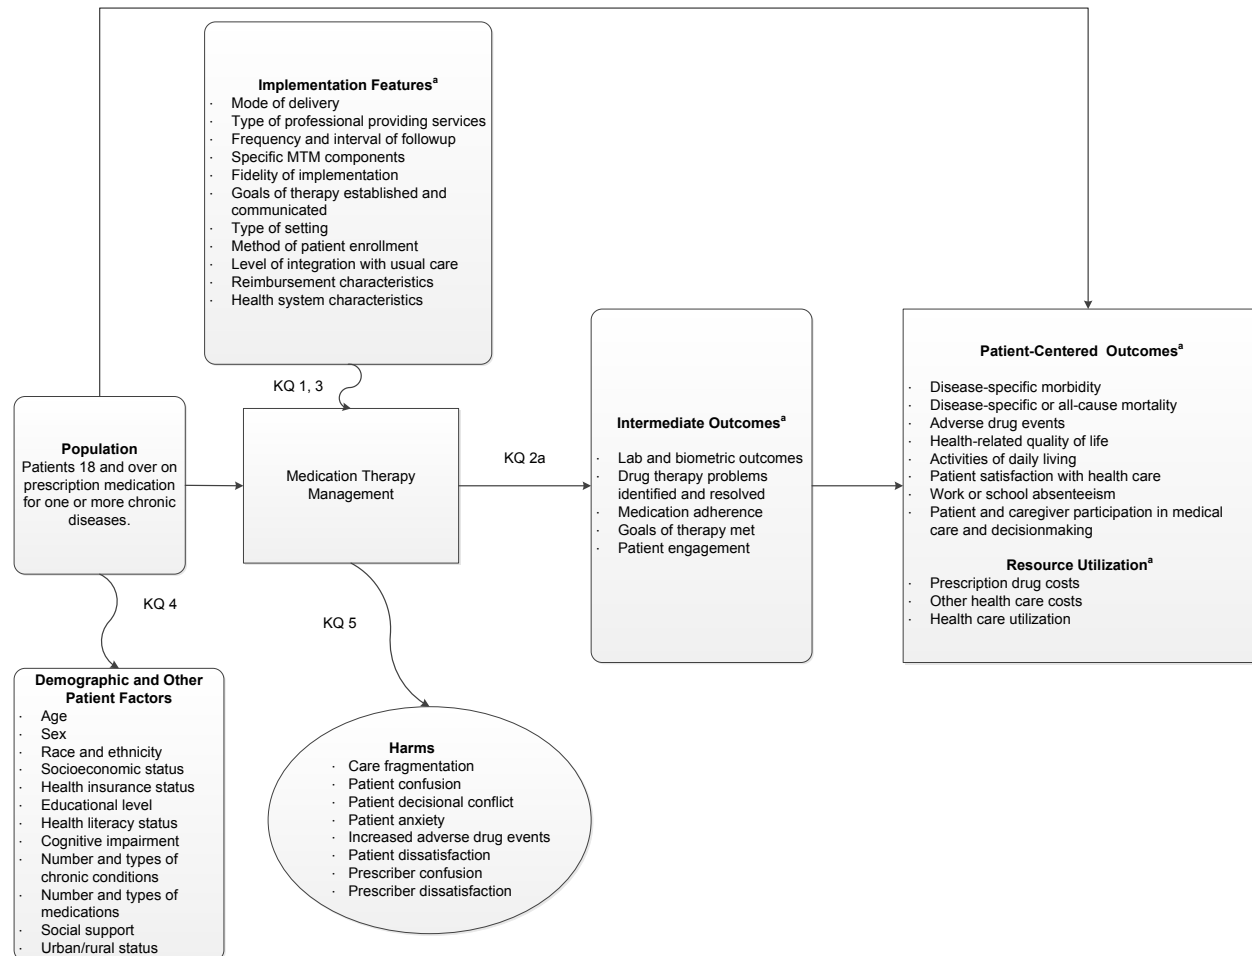 Implementation Featuresᵃ
· Mode of delivery
· Type of professional providing services
· Frequency and interval of followup
· Specific MTM components
· Fidelity of implementation
· Goals of therapy established and
communicated
· Type of setting
· Method of patient enrollment
· Level of integration with usual care
· Reimbursement characteristics
· Health system characteristics
KQ 1, 3
Population
Patients 18 and over on
prescription medication
for one or more chronic
diseases.
Medication Therapy
Management
KQ 2a
Intermediate Outcomesᵃ
· Lab and biometric outcomes
· Drug therapy problems
identified and resolved
· Medication adherence
· Goals of therapy met
· Patient engagement
Patient-Centered Outcomesᵃ
· Disease-specific morbidity
· Disease-specific or all-cause mortality
· Adverse drug events
· Health-related quality of life
· Activities of daily living
· Patient satisfaction with health care
· Work or school absenteeism
· Patient and caregiver participation in medical
care and decisionmaking
Resource Utilizationᵃ
· Prescription drug costs
· Other health care costs
· Health care utilization
KQ 4
KQ 5
Demographic and Other
Patient Factors
· Age
· Sex
· Race and ethnicity
· Socioeconomic status
· Health insurance status
· Educational level
· Health literacy status
· Cognitive impairment
· Number and types of
chronic conditions
· Number and types of
medications
· Social support
· Urban/rural status
Harms
· Care fragmentation
· Patient confusion
· Patient decisional conflict
· Patient anxiety
· Increased adverse drug events
· Patient dissatisfaction
· Prescriber confusion
· Prescriber dissatisfaction